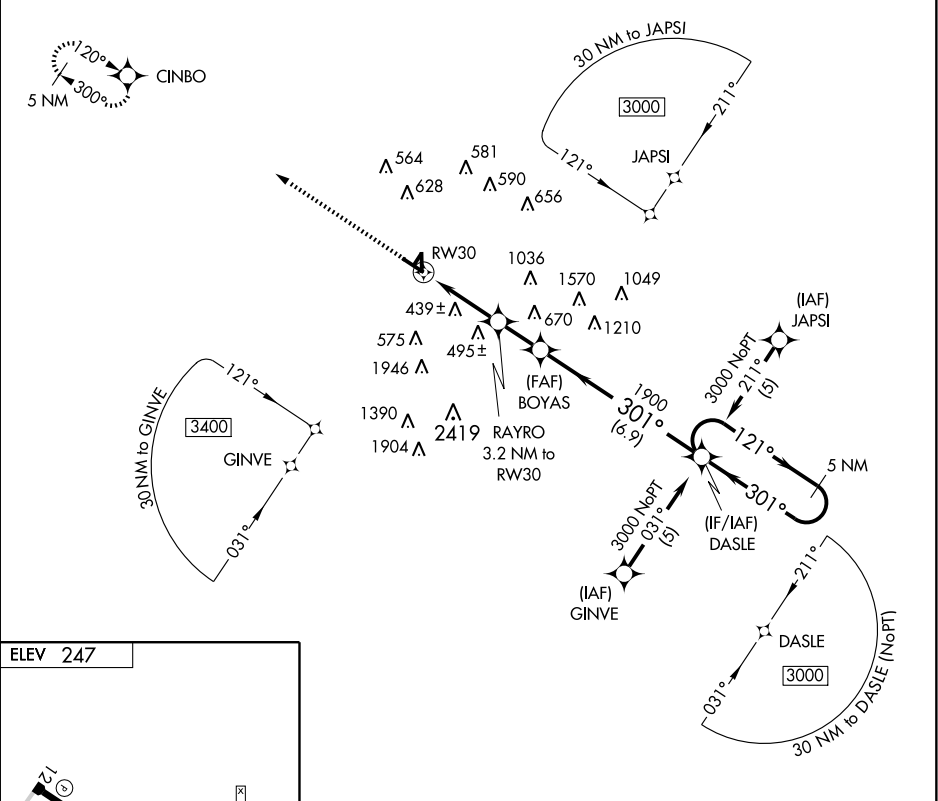 120°
CINBO
300°
5 NM
30 NM to JAPSI
3000
211°
JAPSI
121°
564
581
628
590
656
RW30
1036
1570
1049
439±
670
1210
575
495±
1946
(IAF)
JAPSI
3000 NoPT
211°
(5)
(FAF)
BOYAS
1900
301°
(6.9)
121°
5 NM
301°
30 NM to GINVE
121°
3400
GINVE
031°
1390
2419
1904
RAYRO
3.2 NM to
RW30
3000 NoPT
031°
(5)
(IF/IAF)
DASLE
(IAF)
GINVE
211°
DASLE
3000
031°
30 NM to DASLE (NoPT)
ELEV 247
12
P
X